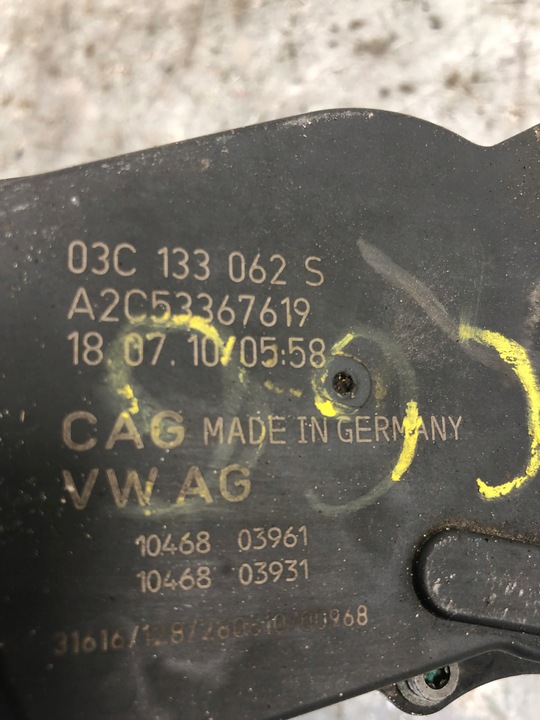 03C 133 062 S
A2C53367619
18.07.10/05:58
CAG MADE IN GERMANY
VW AG
10468 03961
10468 03931